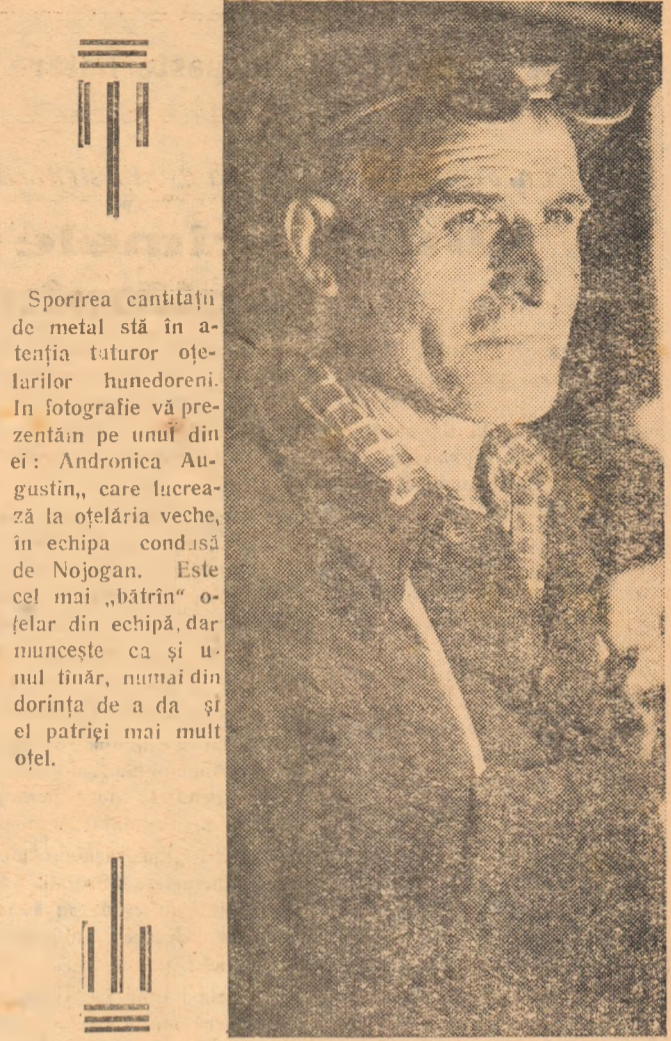 Sporirea cantității
de metal stă în a-
tenția tuturor oțe-
larilor hunedoreni.
In fotografie vă pre-
zentăm pe unul din
ei : Andronica Au-
gustin,, care lucrea-
ză la oțelăria veche,
în echipa condusă
de Nojogan. Este
cel mai „bătrîn“ o-
țelar din echipă, dar
muncește ca și u-
nul tînăr, numai din
dorința de a da și
el patriei mai mult
oțel.